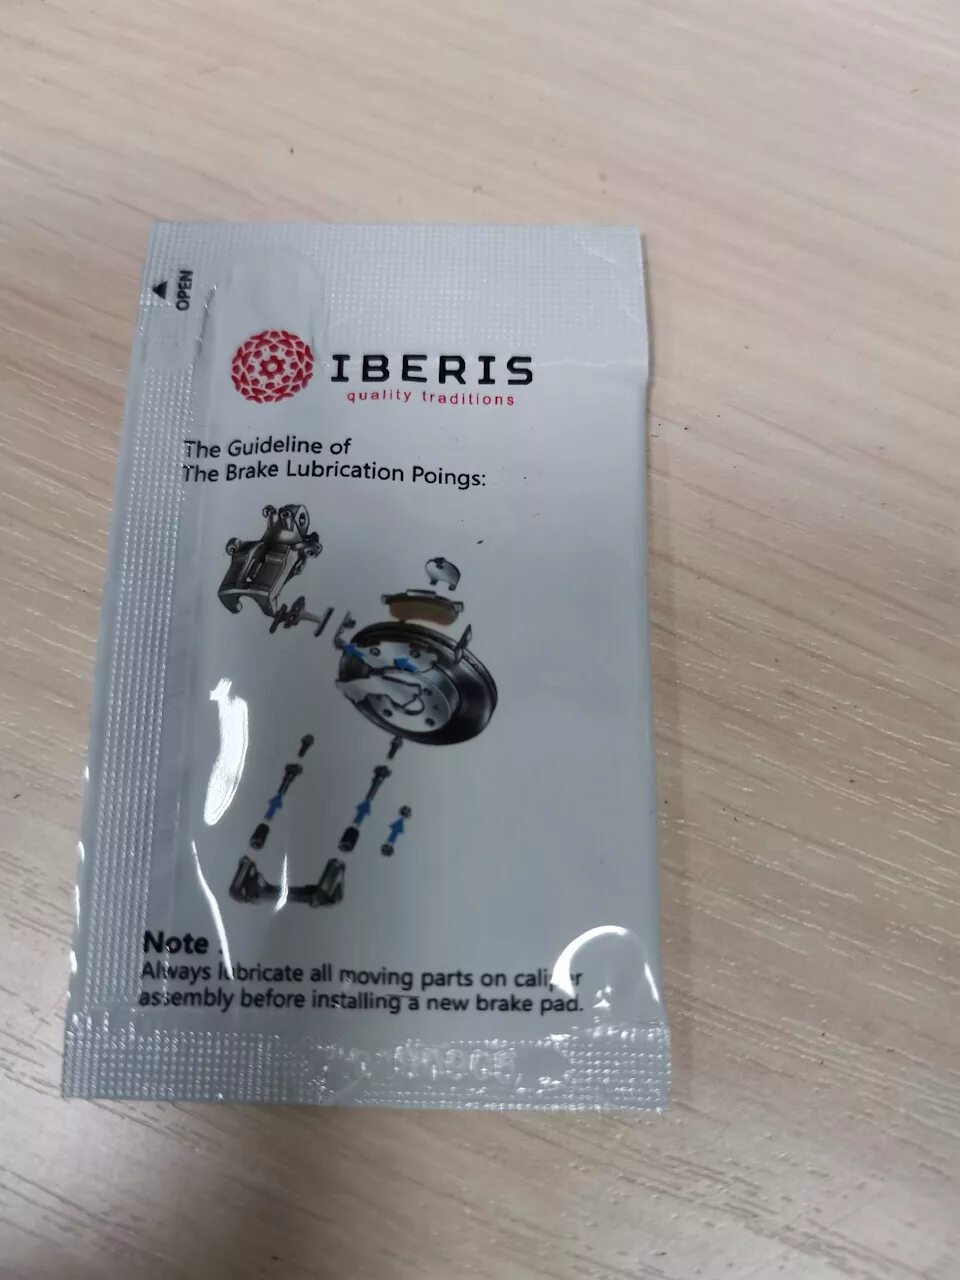 OPEN
IBERIS
quality traditions
The Guideline of
The Brake Lubrication Poings:
Note :
Always lubricate all moving parts on caliper
assembly before installing a new brake pad.